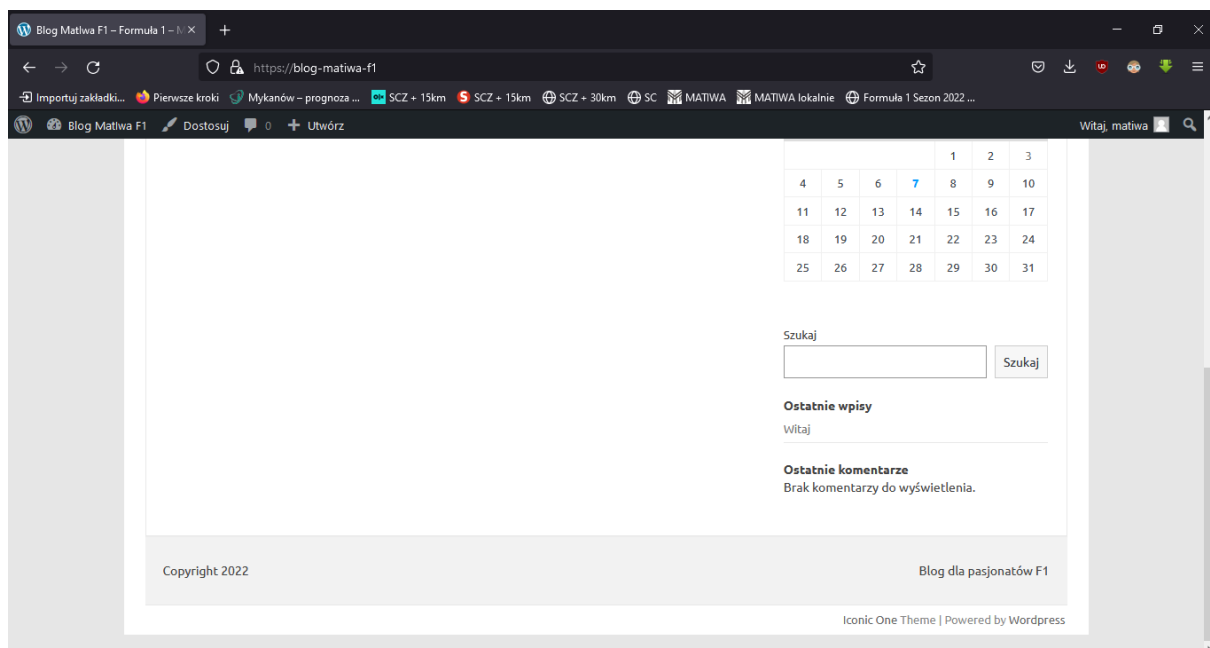 Blog Matlwa F1 – Formuła 1 – M
https://blog-matiwa-f1
Importuj zakładki... Pierwsze kroki Mykanów – prognoza ... SCZ + 15km SCZ + 15km SCZ + 30km SC MATIWA MATIWA lokalnie Formuła 1 Sezon 2022 ...
Blog Matlwa F1 Dostosuj 0 Utwórz Witaj, matiwa
1 2 3
4 5 6 7 8 9 10
11 12 13 14 15 16 17
18 19 20 21 22 23 24
25 26 27 28 29 30 31
Szukaj
Szukaj
Ostatnie wpisy
Witaj
Ostatnie komentarze
Brak komentarzy do wyświetlenia.
Copyright 2022 Blog dla pasjonatów F1
Iconic One Theme | Powered by Wordpress